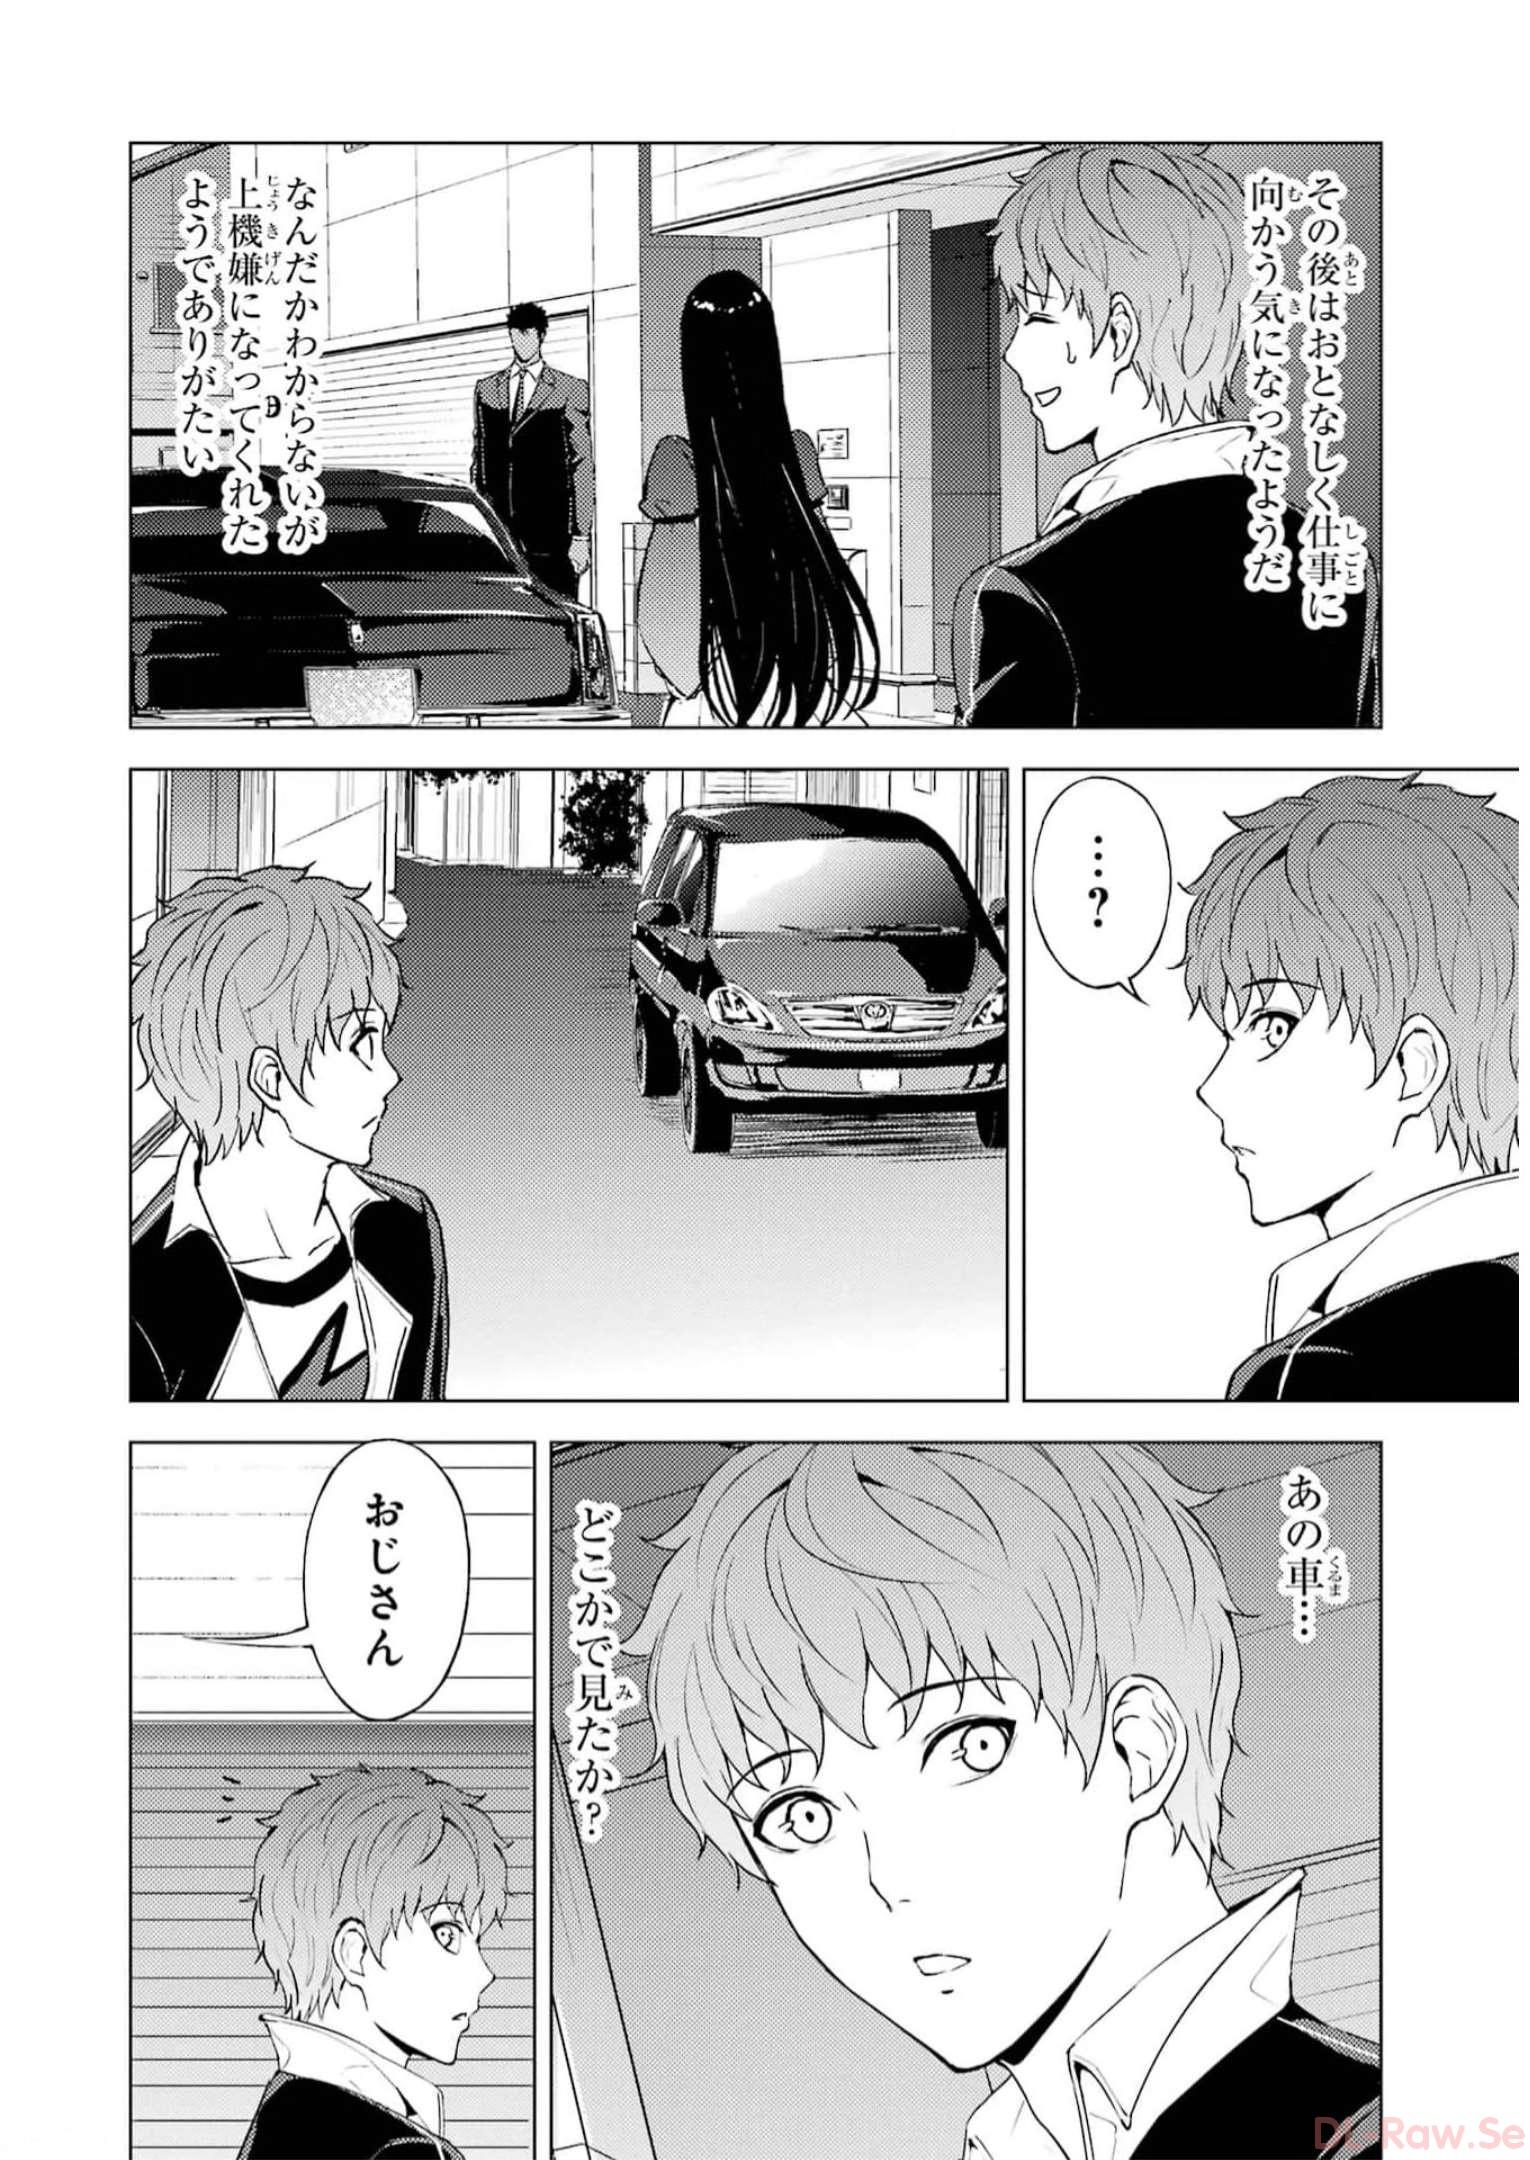 その後はおとなしく仕事に
向かう気になったようだ
なんだかわからないが
上機嫌になってくれた
ようでありがたい
…?
あの車…
どこかで見たか?
おじさん
DL-Raw.Se